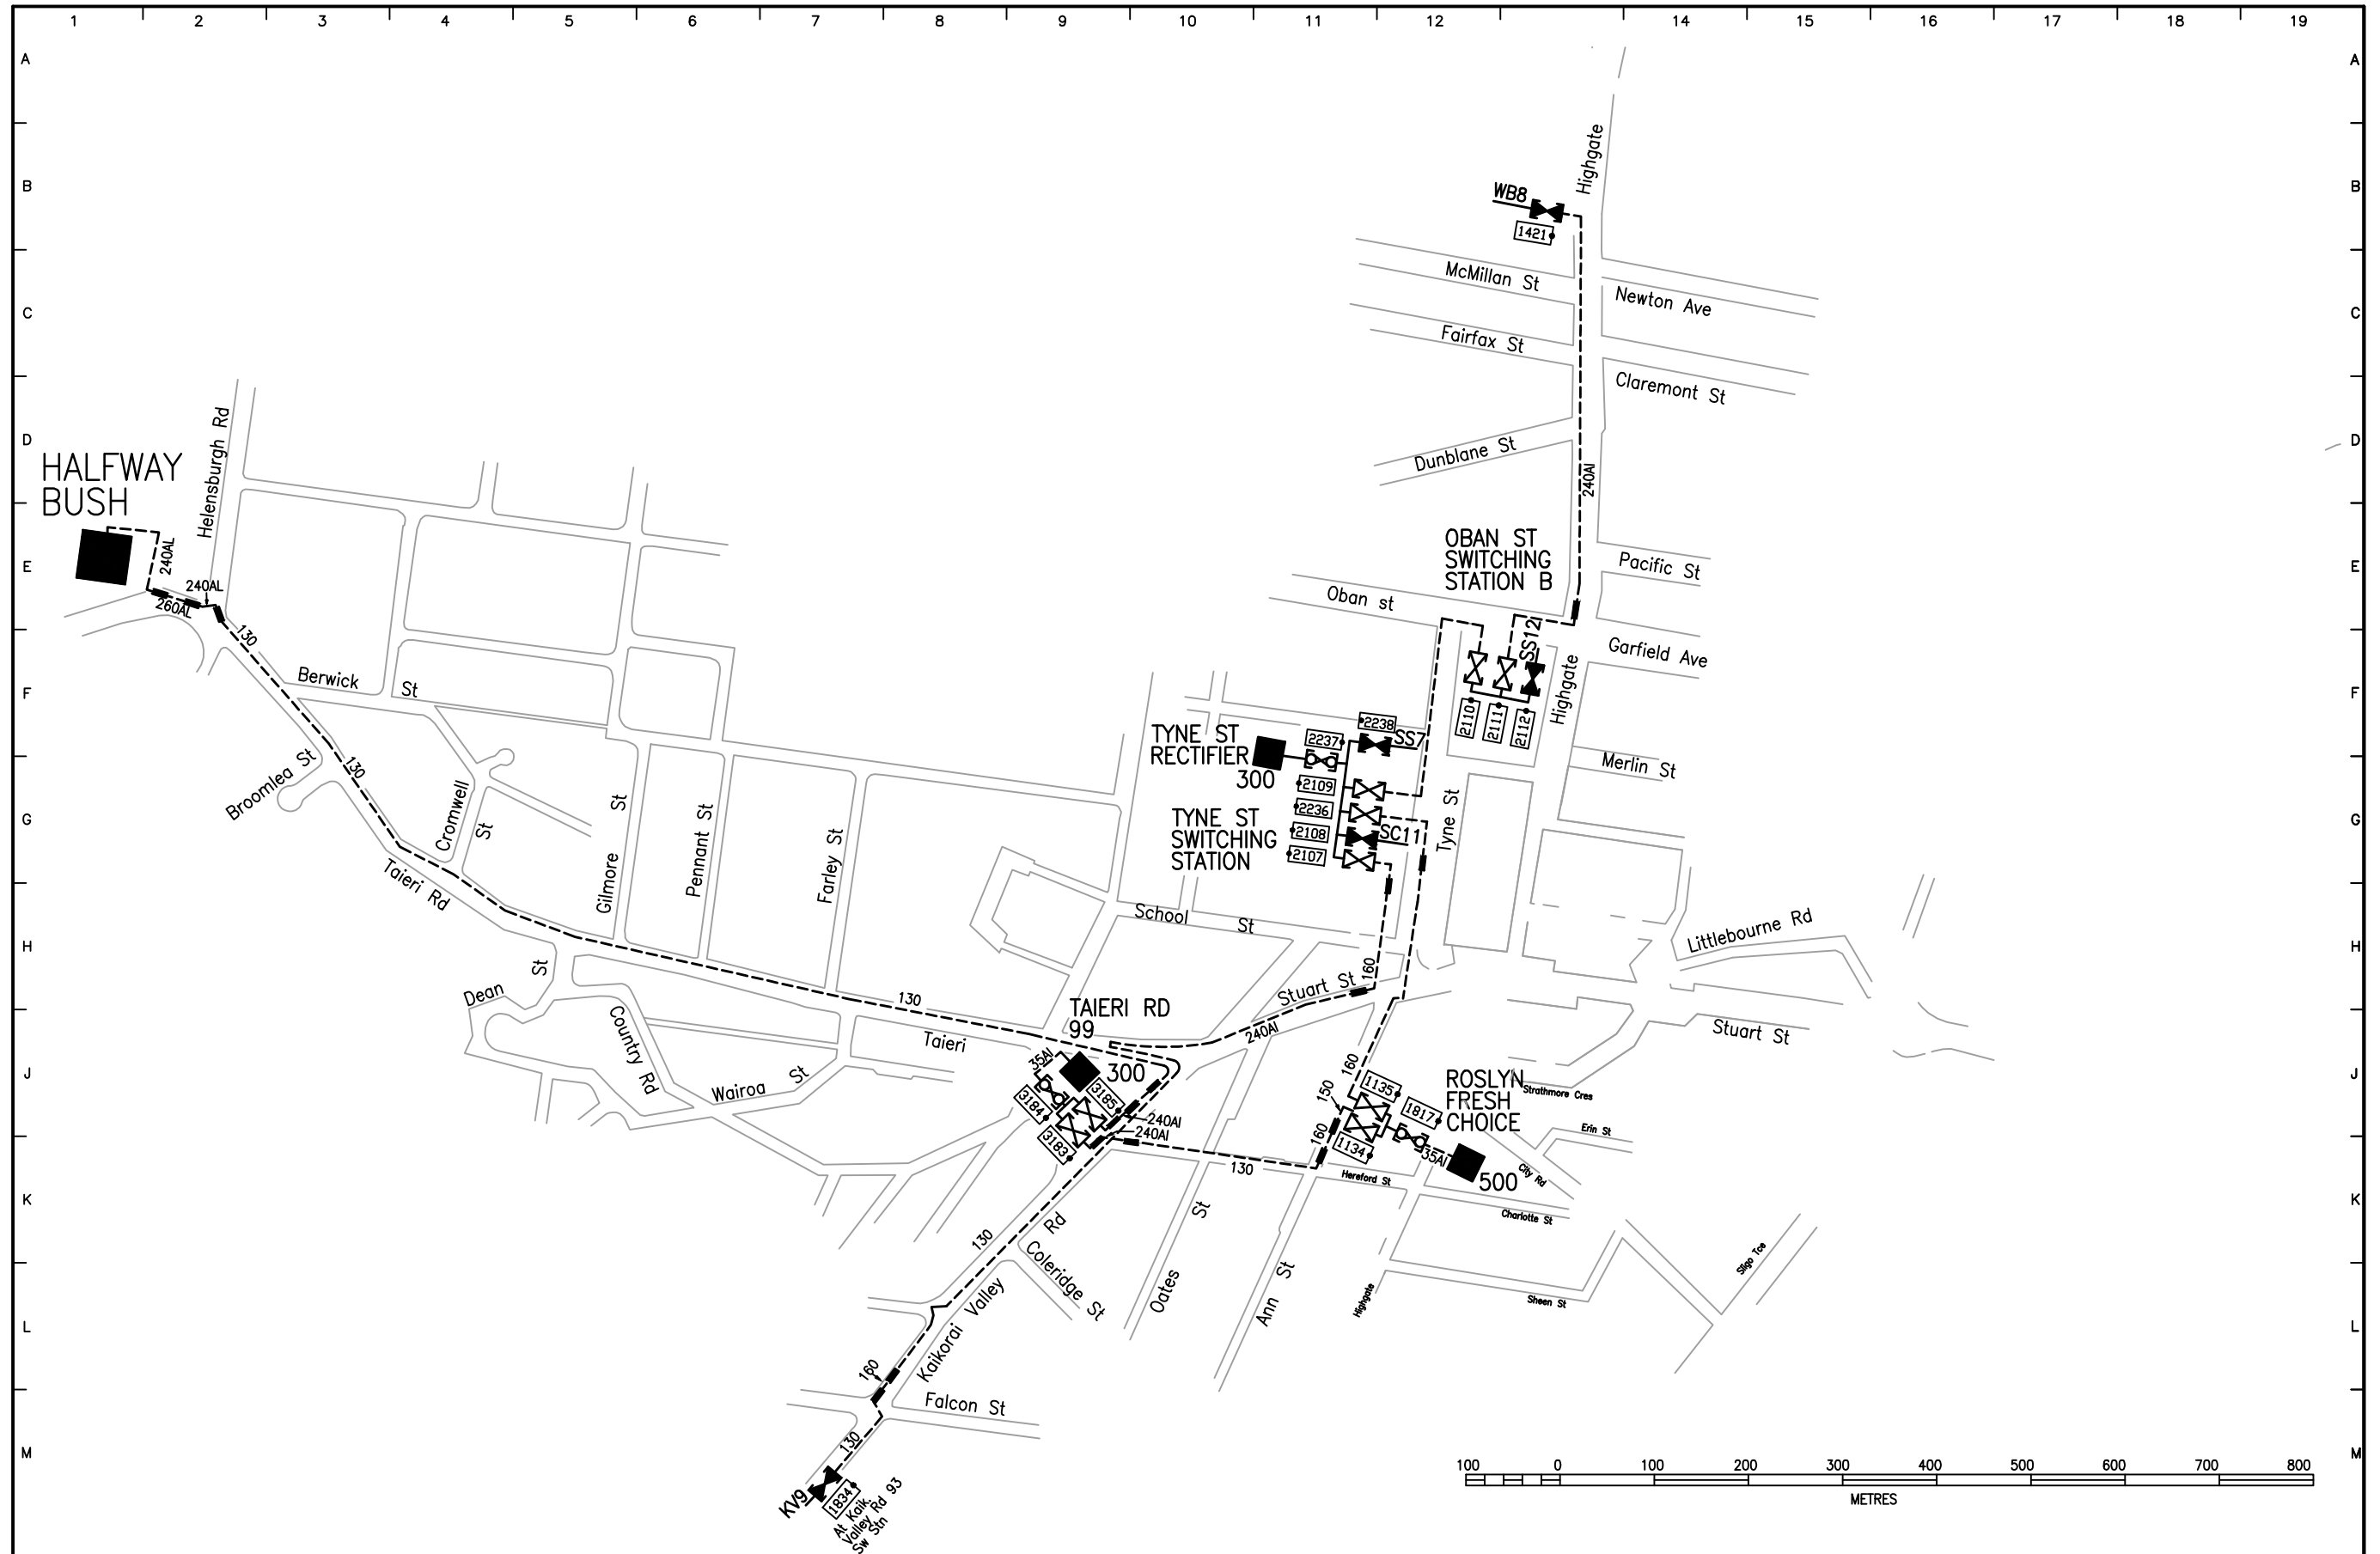 1 2 3 4 5 6 7 8 9 10 11 12 14 15 16 17 18 19
A A
Highgate
B B
WB8
1421
McMillan St
Newton Ave
C C
Fairfax St
Claremont St
D D
Helensburgh Rd
Dunblane St
HALFWAY
BUSH
240Al
OBAN ST
SWITCHING
STATION B
E E
240AL
240AL
260AL
Pacific St
Oban st
130
SS12
Garfield Ave
Berwick St
F F
Highgate
2110
2111
2112
2238
TYNE ST
RECTIFIER
300
2237
SS7
Broomlea St
130
Merlin St
2109
2236
2108
2107
SC11
TYNE ST
SWITCHING
STATION
Tyne St
G G
Cromwell St
Gilmore St
Pennant St
Farley St
Taieri Rd
School St
Littlebourne Rd
H H
St
Dean
160
Stuart St
130
TAIERI RD
99
240Al
Stuart St
Country Rd
Taieri
35Al
300
J J
Wairoa St
3184
3185
3183
240Al
240Al
160
150
1135
1817
ROSLYN
FRESH
CHOICE
Strathmore Cres
160
1134
35Al
500
Erin St
City Rd
130
Hereford St
K K
Charlotte St
130
Rd
St
Coleridge St
Sligo Tce
Valley
Oates
Ann St
Highgate
Sheen St
L L
Kaikorai
160
Falcon St
130
M M
KV9
1834
At Kaik.
Valley Rd 93
Sw Stn
100 0 100 200 300 400 500 600 700 800
METRES